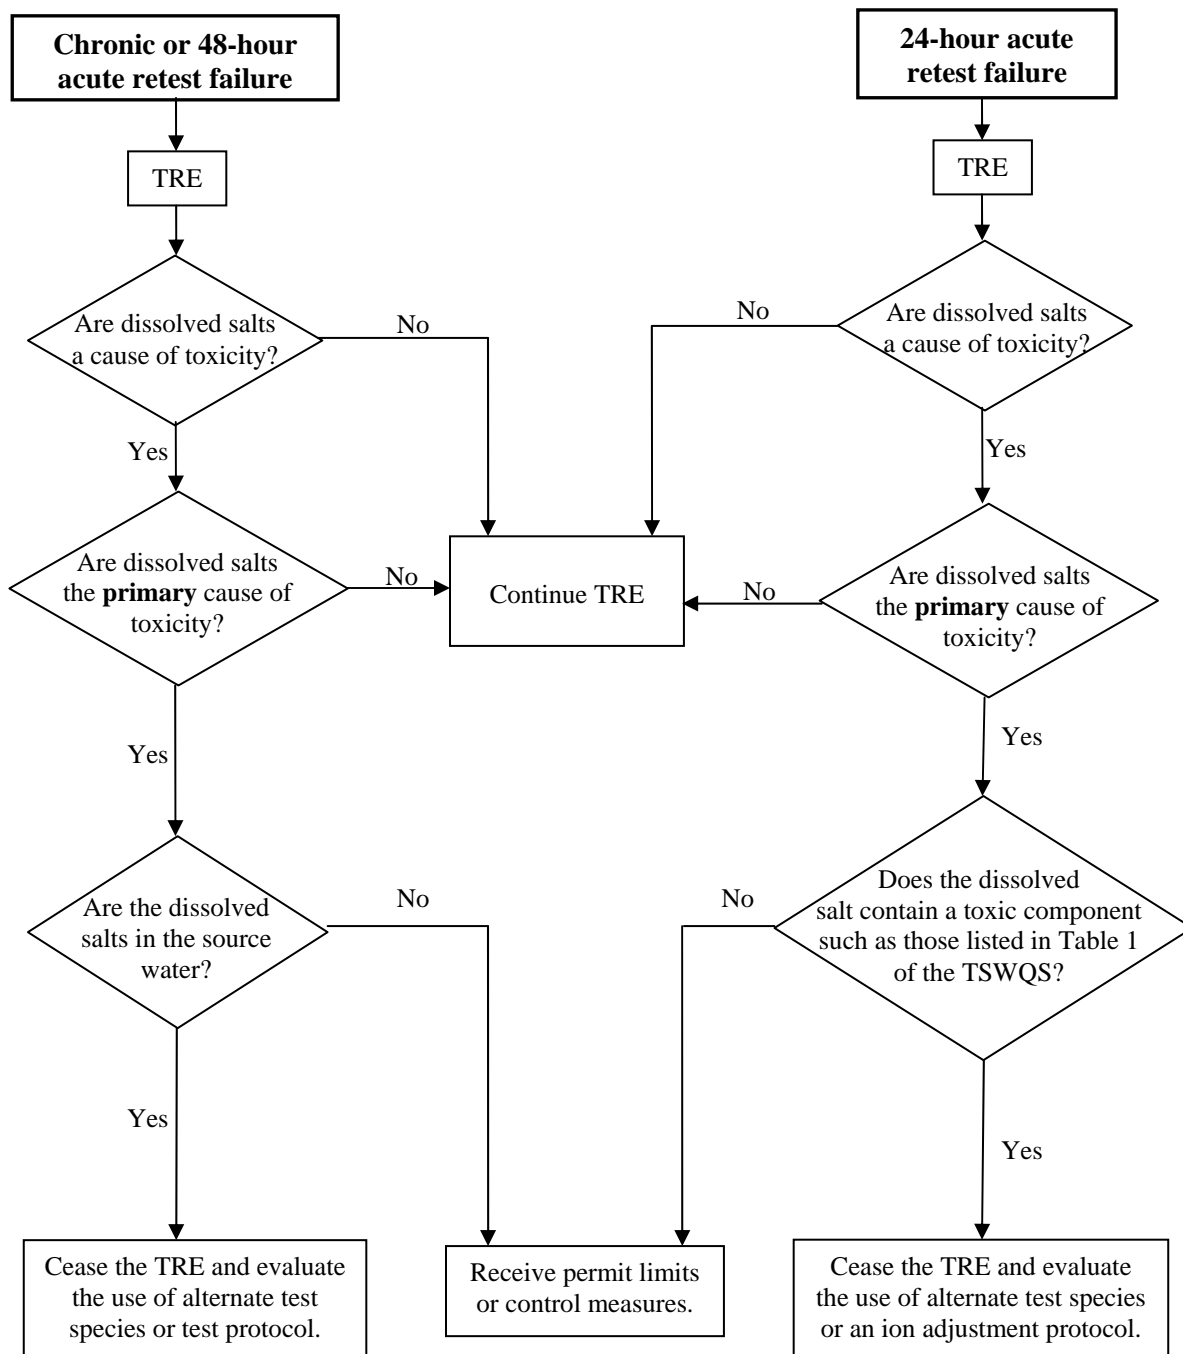 Chronic or 48-hour
acute retest failure
24-hour acute
retest failure
TRE
TRE
Are dissolved salts
a cause of toxicity?
No
No
Are dissolved salts
a cause of toxicity?
Yes
Yes
Are dissolved salts
the primary cause of
toxicity?
No
Continue TRE
No
Are dissolved salts
the primary cause of
toxicity?
Yes
Yes
Are the dissolved
salts in the source
water?
No
No
Does the dissolved
salt contain a toxic component
such as those listed in Table 1
of the TSWQS?
Yes
Yes
Cease the TRE and evaluate
the use of alternate test
species or test protocol.
Receive permit limits
or control measures.
Cease the TRE and evaluate
the use of alternate test species
or an ion adjustment protocol.